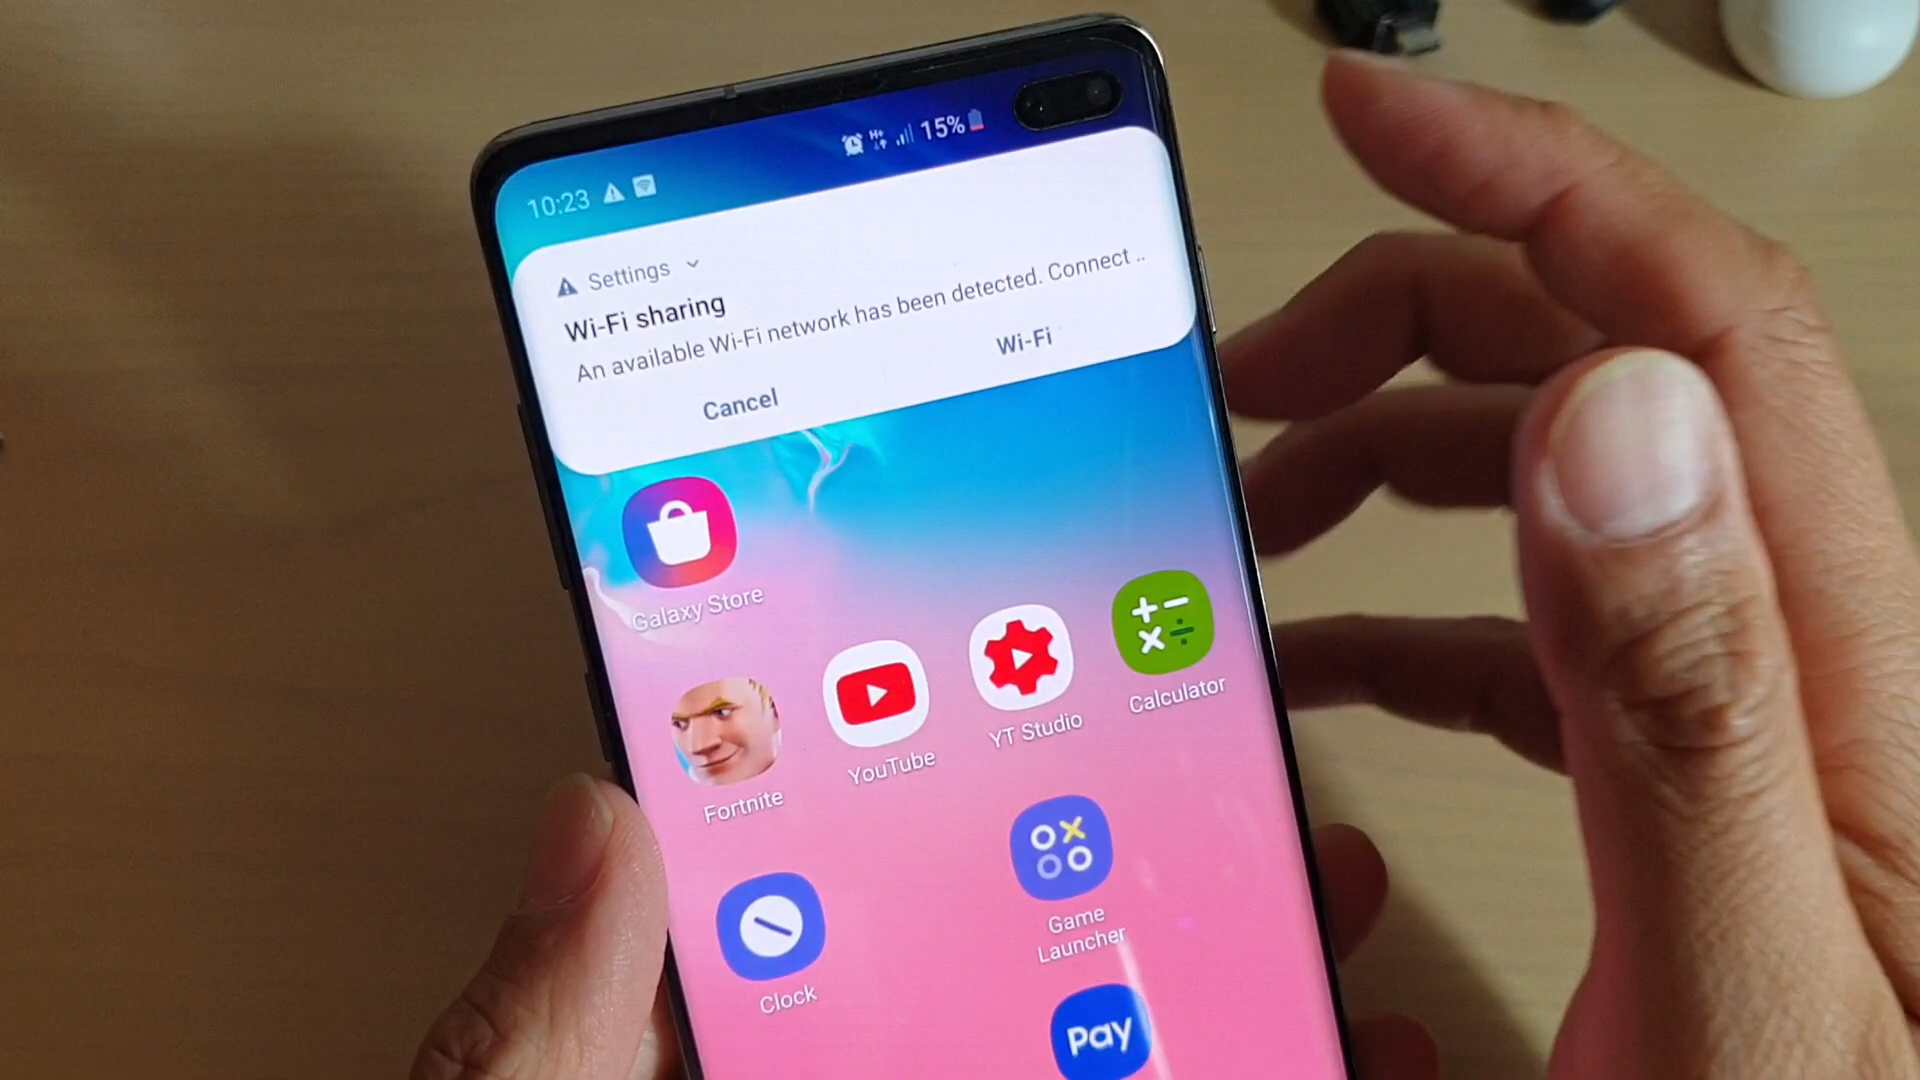 10:23
H+
15%
Settings
Wi-Fi sharing
An available Wi-Fi network has been detected. Connect ..
Cancel
Wi-Fi
Galaxy Store
Fortnite
YouTube
YT Studio
Calculator
Clock
Game
Launcher
Pay